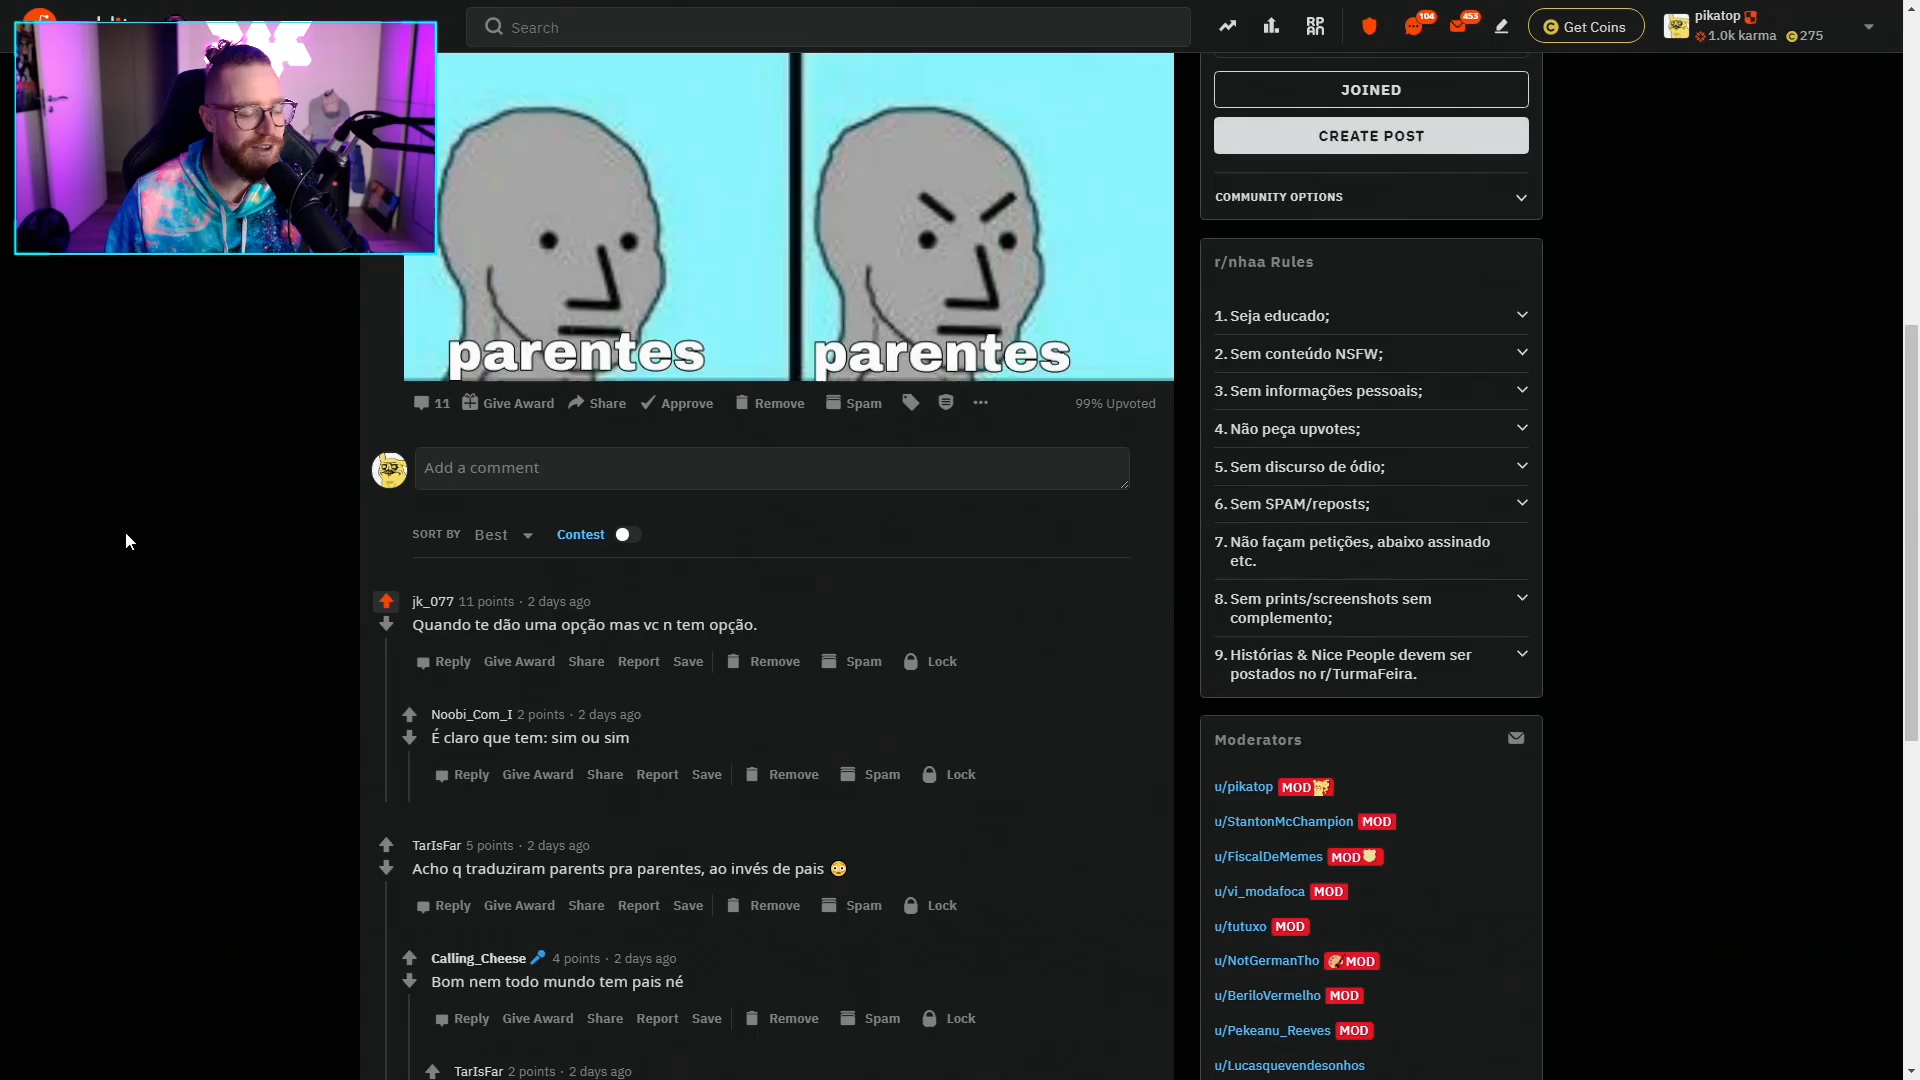 Search
RP
AN
104
453
Get Coins
pikatop
1.0k karma
275
parentes
parentes
11
Give Award
Share
Approve
Remove
Spam
99% Upvoted
Add a comment
SORT BY
Best
Contest
jk_077 11 points · 2 days ago
Quando te dão uma opção mas vc n tem opção.
Reply Give Award Share Report Save Remove Spam Lock
Noobi_Com_I 2 points · 2 days ago
É claro que tem: sim ou sim
Reply Give Award Share Report Save Remove Spam Lock
TarIsFar 5 points · 2 days ago
Acho q traduziram parents pra parentes, ao invés de pais 😳
Reply Give Award Share Report Save Remove Spam Lock
Calling_Cheese 4 points · 2 days ago
Bom nem todo mundo tem pais né
Reply Give Award Share Report Save Remove Spam Lock
TarIsFar 2 points · 2 days ago
JOINED
CREATE POST
COMMUNITY OPTIONS
r/nhaa Rules
1. Seja educado;
2. Sem conteúdo NSFW;
3. Sem informações pessoais;
4. Não peça upvotes;
5. Sem discurso de ódio;
6. Sem SPAM/reposts;
7. Não façam petições, abaixo assinado
etc.
8. Sem prints/screenshots sem
complemento;
9. Histórias & Nice People devem ser
postados no r/TurmaFeira.
Moderators
u/pikatop MOD
u/StantonMcChampion MOD
u/FiscalDeMemes MOD
u/vi_modafoca MOD
u/tutuxo MOD
u/NotGermanTho MOD
u/BeriloVermelho MOD
u/Pekeanu_Reeves MOD
u/Lucasquevendesonhos